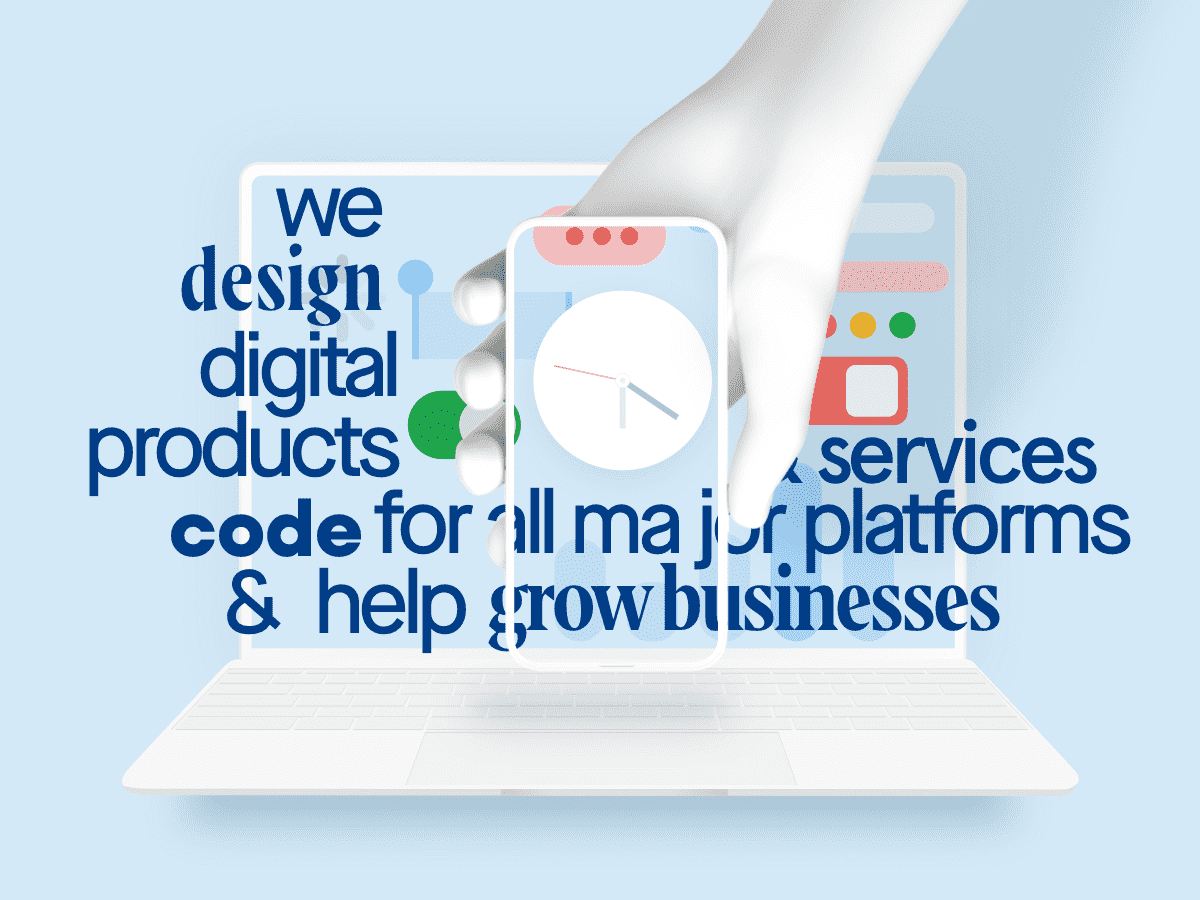 we
design
digital
products & services
code for all major platforms
& help grow businesses